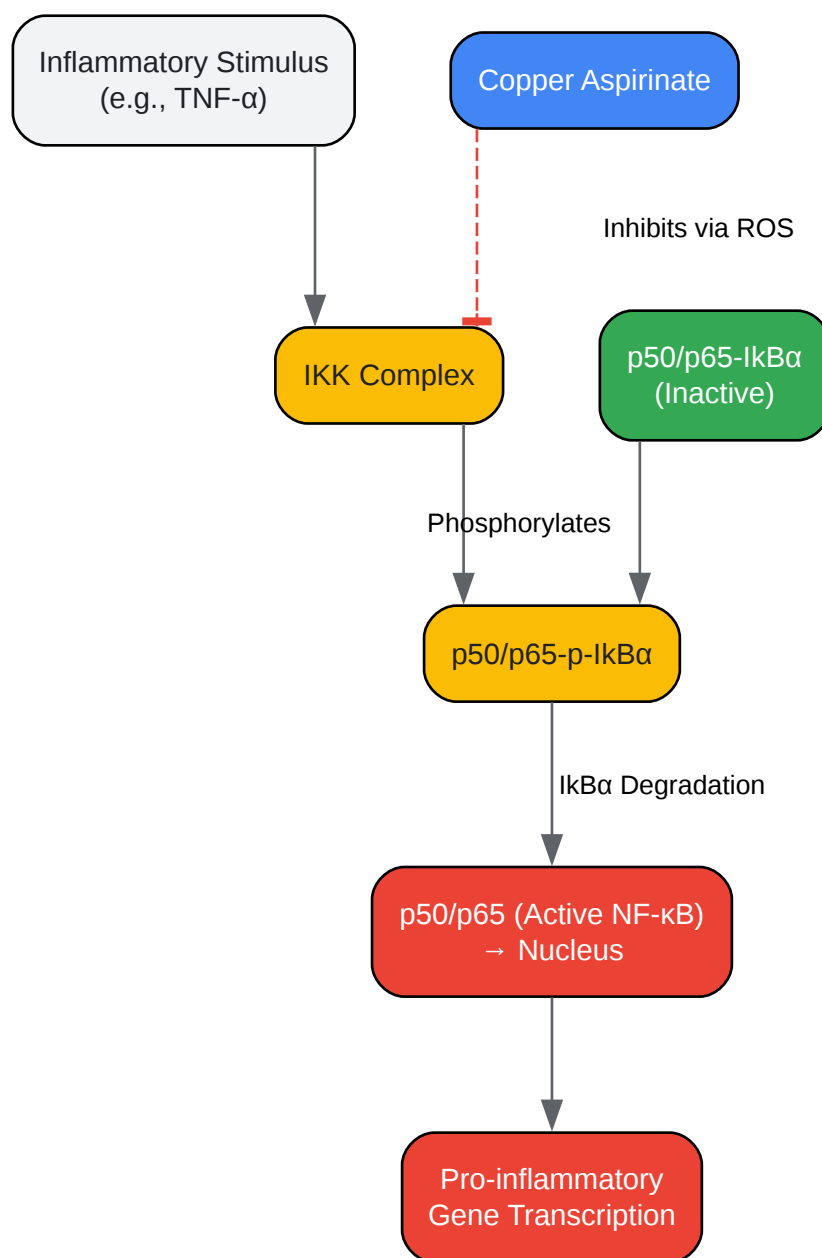 Inflammatory Stimulus
(e.g., TNF-α)
Copper Aspirinate
Inhibits via ROS
IKK Complex
p50/p65-IkBα
(Inactive)
Phosphorylates
p50/p65-p-IkBα
IkBα Degradation
p50/p65 (Active NF-κB)
→ Nucleus
Pro-inflammatory
Gene Transcription